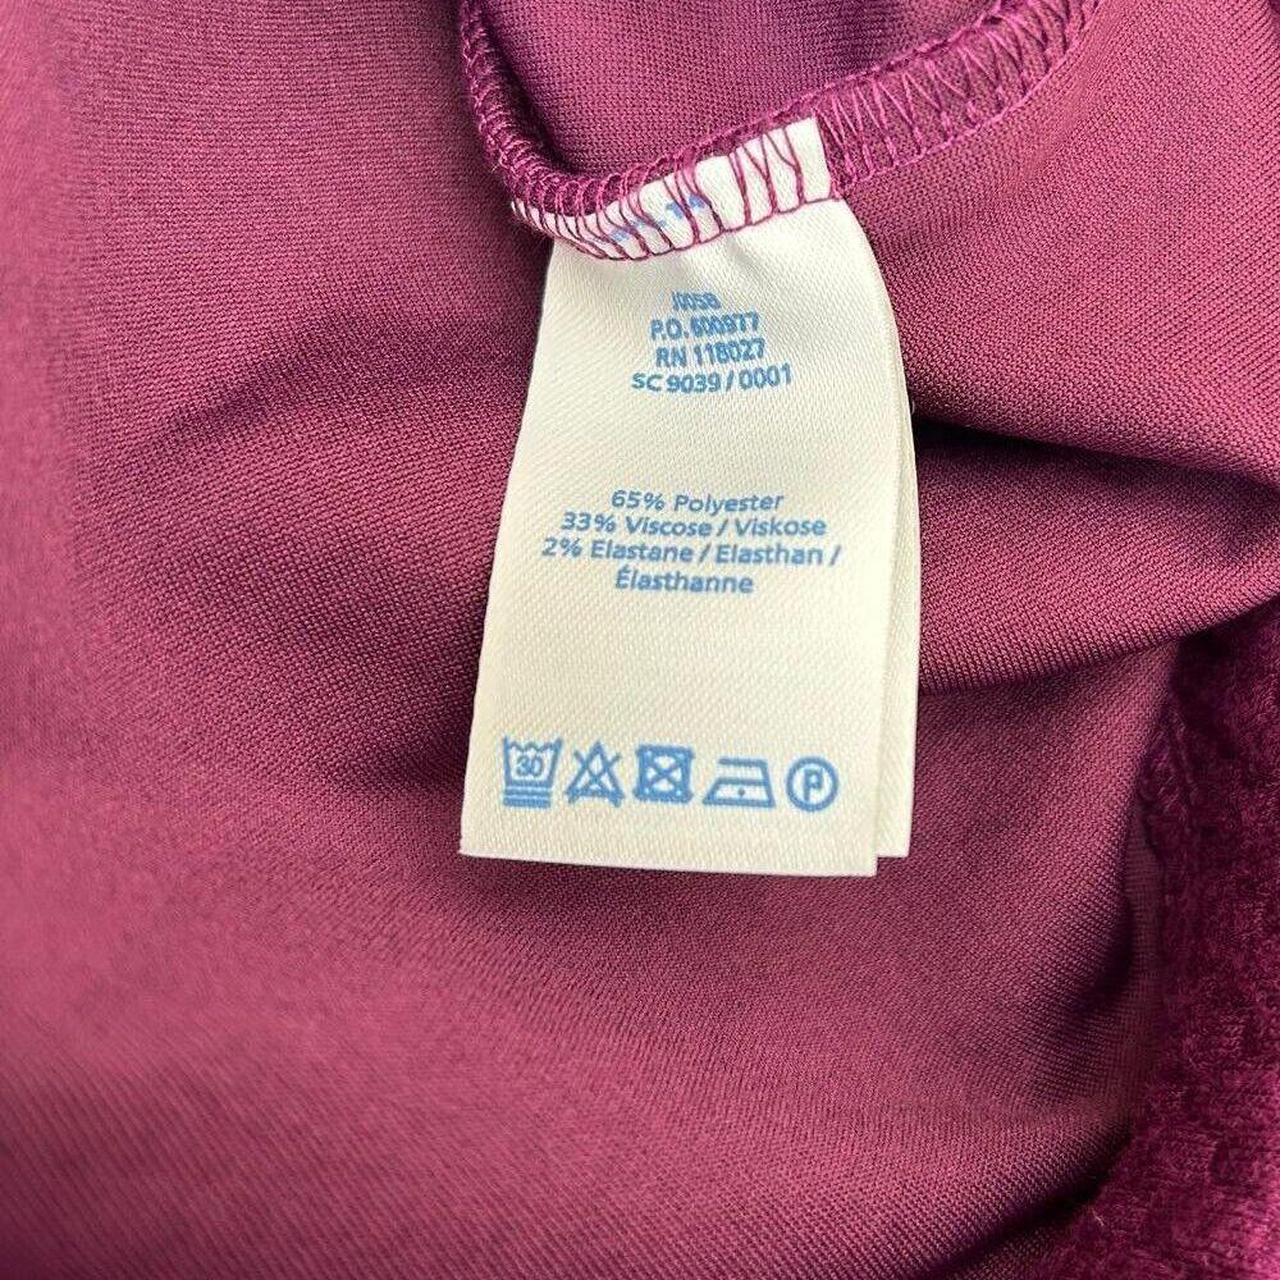 J0058
P.O. 600977
RN 118027
SC 9039 / 0001
65% Polyester
33% Viscose / Viskose
2% Elastane / Elasthan /
Élasthanne
30
P